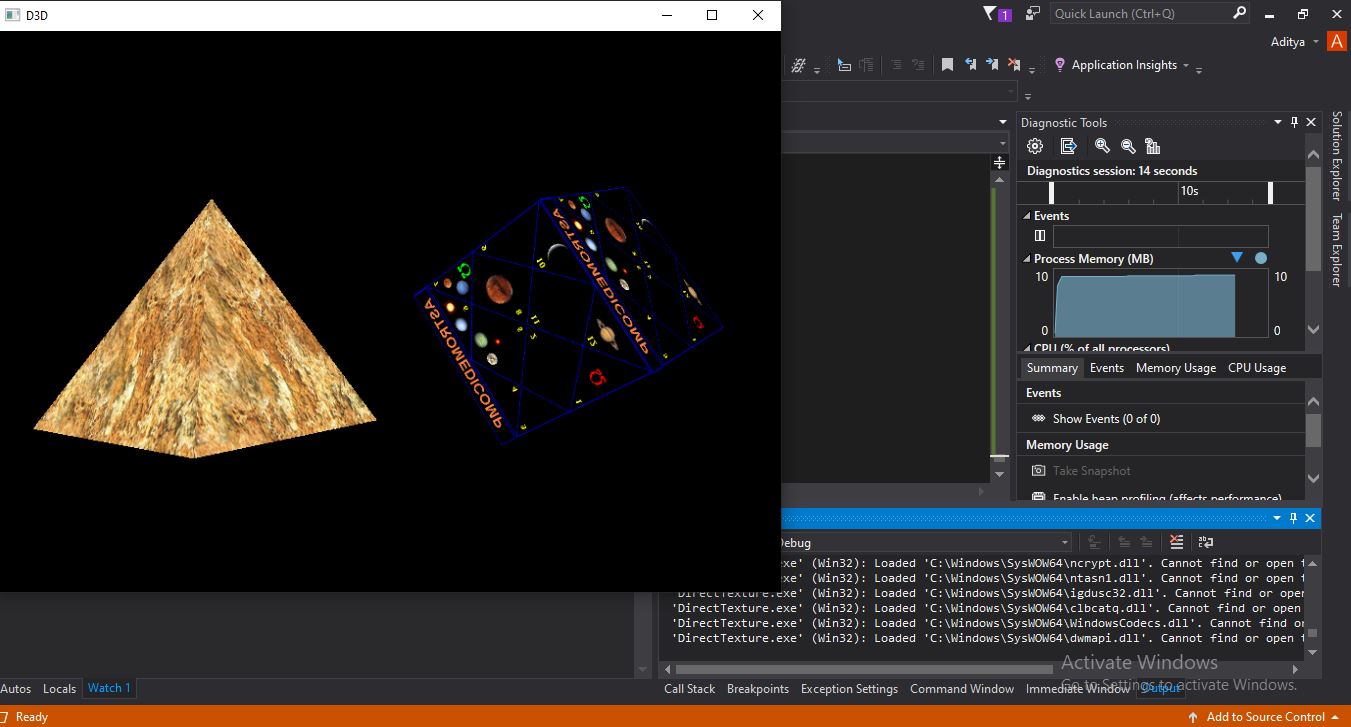 D3D
1
Quick Launch (Ctrl+Q)
Aditya
A
Application Insights
Diagnostic Tools
Diagnostics session: 14 seconds
10s
Events
Process Memory (MB)
10
10
0
0
CPU (% of all processors)
Summary
Events
Memory Usage
CPU Usage
Events
Show Events (0 of 0)
Memory Usage
Take Snapshot
Enable heap profiling (affects performance)
Solution Explorer
Team Explorer
ASTROMEDICOMP
ASTROMEDICOMP
ebug
.exe' (Win32): Loaded 'C:\Windows\SysWOW64\ncrypt.dll'. Cannot find or open
.exe' (Win32): Loaded 'C:\Windows\SysWOW64\ntasn1.dll'. Cannot find or open
'DirectTexture.exe' (Win32): Loaded 'C:\Windows\SysWOW64\igdusc32.dll'. Cannot find or open
'DirectTexture.exe' (Win32): Loaded 'C:\Windows\SysWOW64\clbcatq.dll'. Cannot find or open
'DirectTexture.exe' (Win32): Loaded 'C:\Windows\SysWOW64\WindowsCodecs.dll'. Cannot find or
'DirectTexture.exe' (Win32): Loaded 'C:\Windows\SysWOW64\dwmapi.dll'. Cannot find or open
Activate Windows
Go to Settings to activate Windows.
Autos
Locals
Watch 1
Call Stack
Breakpoints
Exception Settings
Command Window
Immediate Window
Output
Ready
Add to Source Control